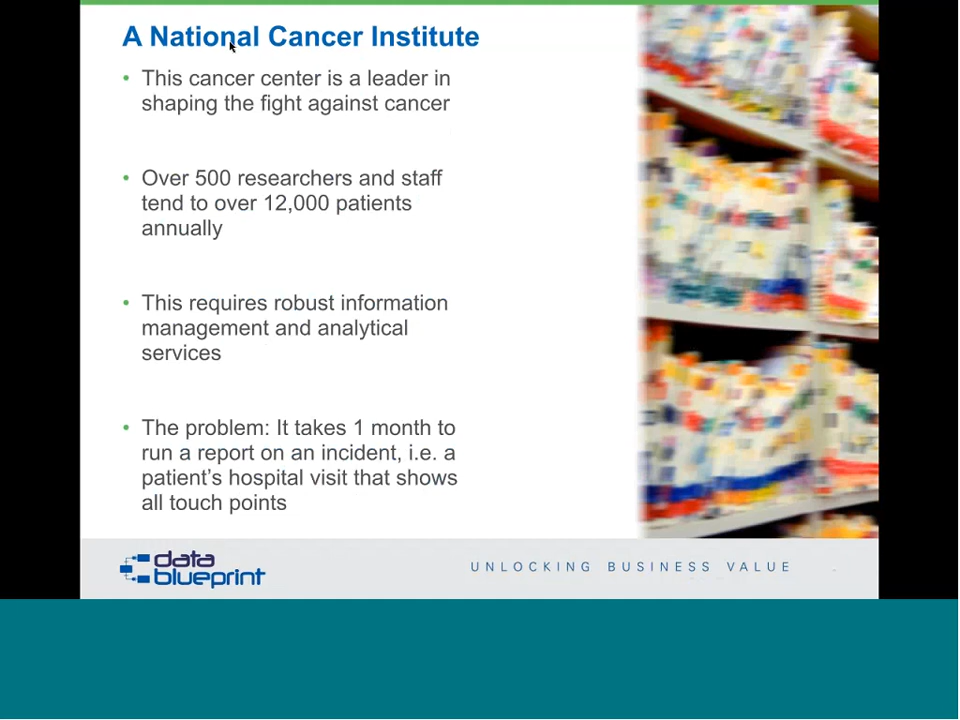 A National Cancer Institute
• This cancer center is a leader in
shaping the fight against cancer
• Over 500 researchers and staff
tend to over 12,000 patients
annually
• This requires robust information
management and analytical
services
• The problem: It takes 1 month to
run a report on an incident, i.e. a
patient's hospital visit that shows
all touch points
data
blueprint
UNLOCKING BUSINESS VALUE